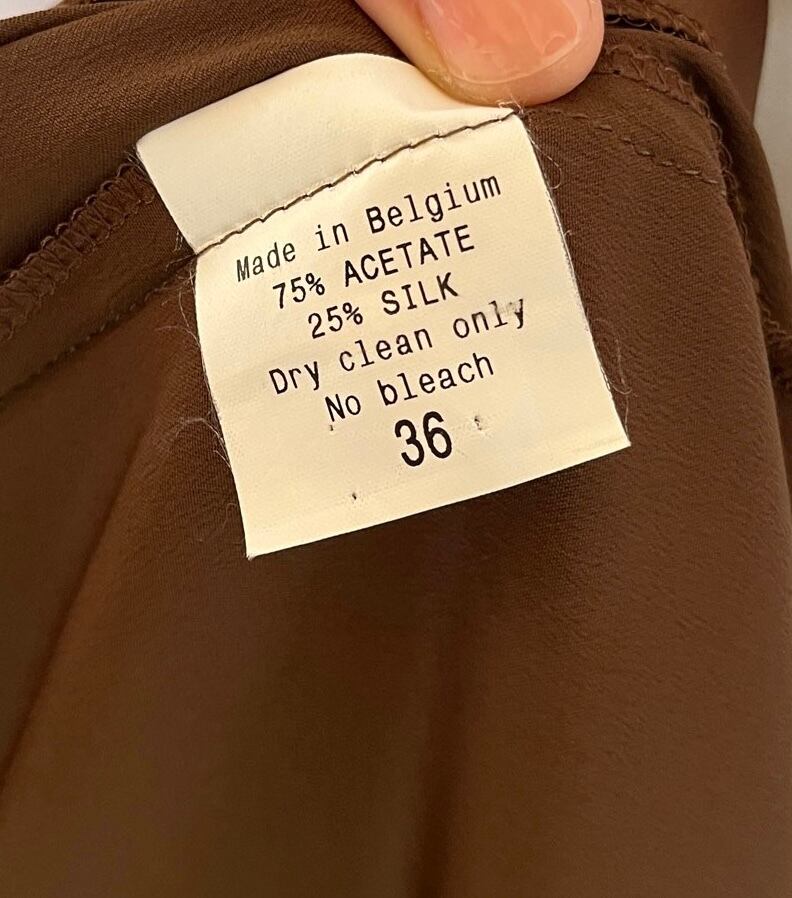 Made in Belgium
75% ACETATE
25% SILK
Dry clean only
No bleach
36